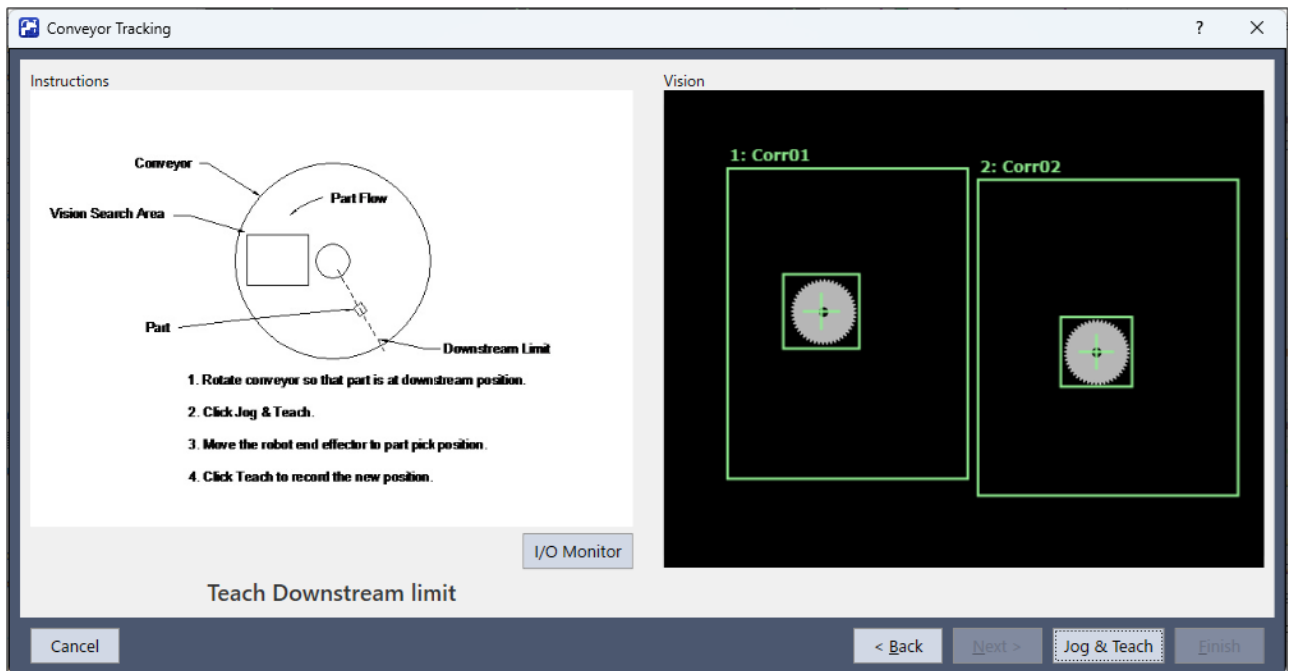 Conveyor Tracking
?
Instructions
Vision
Conveyor
Part Flow
Vision Search Area
Part
Downstream Limit
1. Rotate conveyor so that part is at downstream position.
2. Click Jog & Teach.
3. Move the robot end effector to part pick position.
4. Click Teach to record the new position.
1: Corr01
2: Corr02
I/O Monitor
Teach Downstream limit
Cancel
< Back
Next >
Jog & Teach
Finish